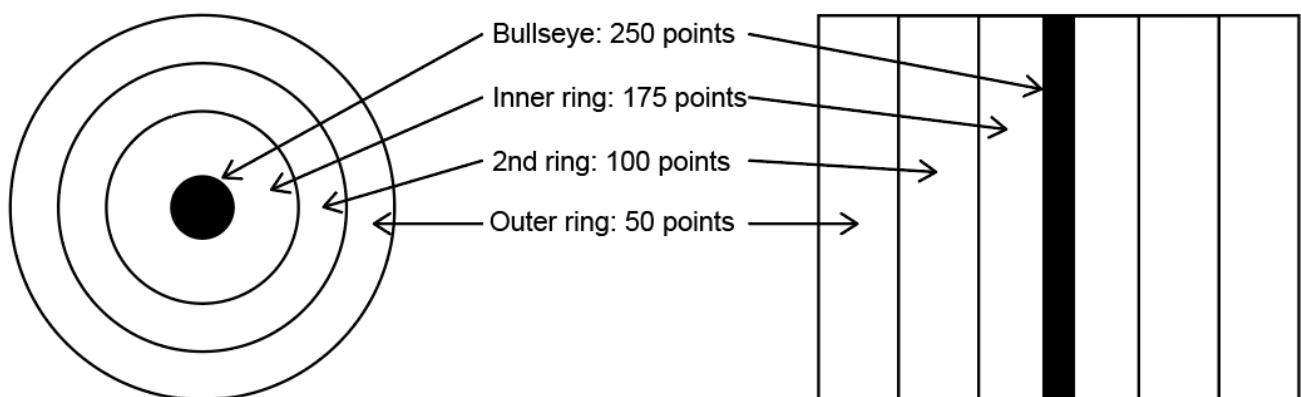 Bullseye: 250 points
Inner ring: 175 points
2nd ring: 100 points
Outer ring: 50 points